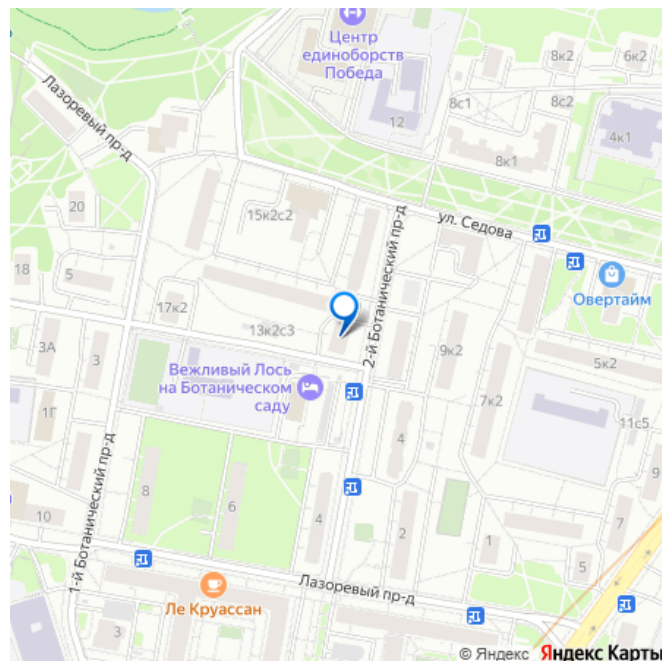 Центр
единоборств
Победа
8к2
6к2
8с1
8с2
12
4к1
8к1
Лазоревый пр-д
20
15к2с2
ул. Седова
2-й Ботанический пр-д
18
5
Овертайм
17к2
13к2с3
3А
3
9к2
5к2
Вежливый Лось
на Ботаническом
саду
7к2
1Г
11с5
4
1-й Ботанический пр-д
8
6
4
2
1
9
7
5
10
Лазоревый пр-д
Ле Круассан
3
© Яндекс Яндекс Карты